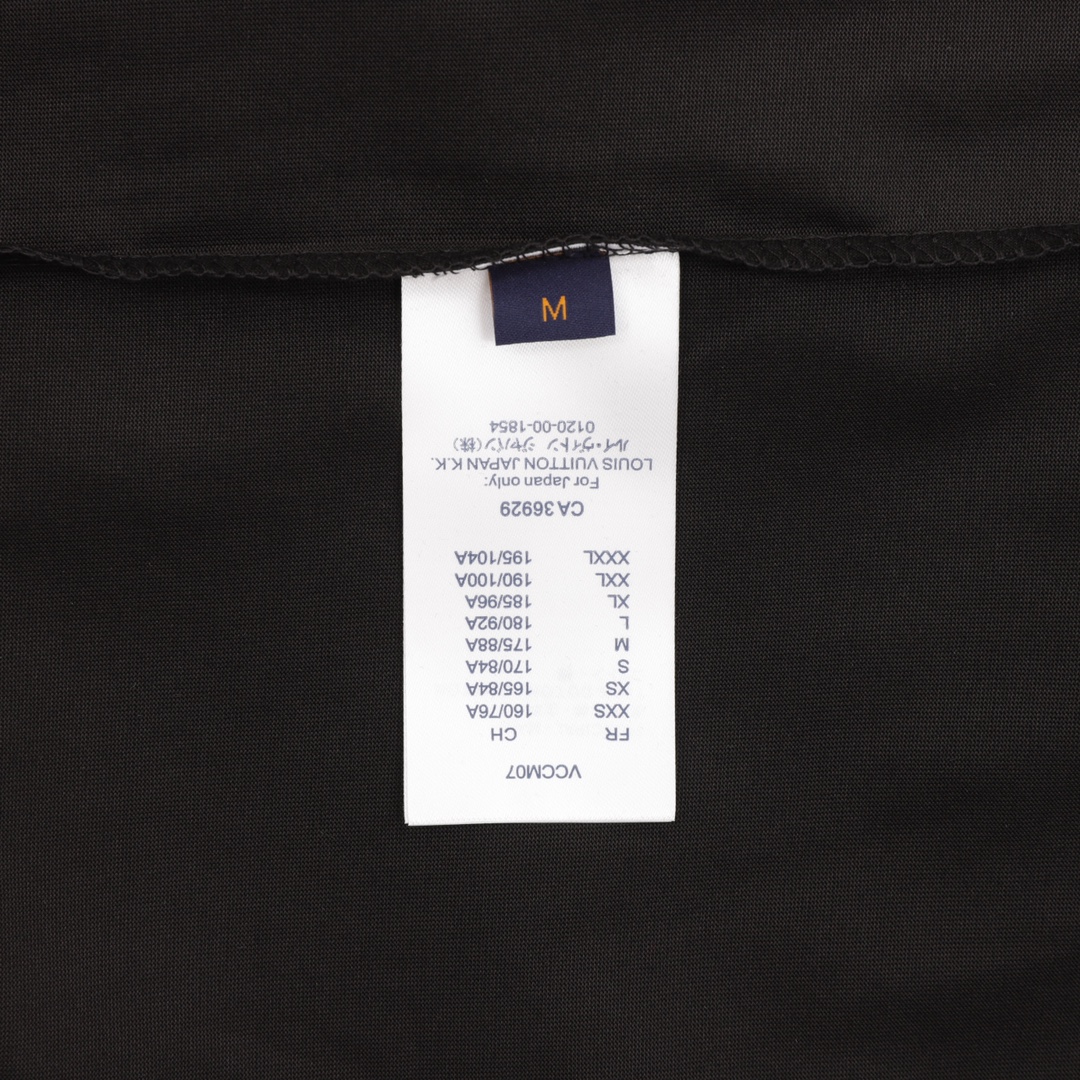 M
VCCM07
FR CH
XXS 160/76A
XS 165/84A
S 170/84A
M 175/88A
L 180/92A
XL 185/96A
XXL 190/100A
XXXL 195/104A
CA 36929
For Japan only:
LOUIS VUITTON JAPAN K.K.
ルイ・ヴィトン ジャパン(株)
0120-00-1854